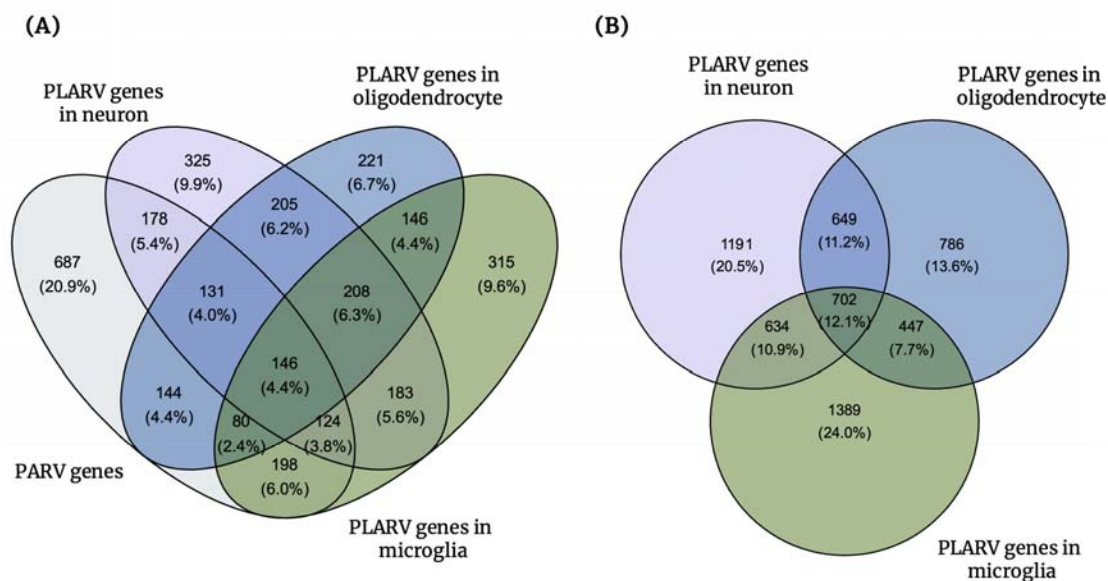 (A)
PLARV genes in
neuron
PLARV genes in
oligodendrocyte
325
(9.9%)
221
(6.7%)
178
(5.4%)
205
(6.2%)
146
(4.4%)
687
(20.9%)
131
(4.0%)
208
(6.3%)
315
(9.6%)
146
(4.4%)
144
(4.4%)
183
(5.6%)
80
(2.4%)
124
(3.8%)
198
(6.0%)
PARV genes
PLARV genes in
microglia
(B)
PLARV genes in
neuron
PLARV genes in
oligodendrocyte
1191
(20.5%)
649
(11.2%)
786
(13.6%)
702
(12.1%)
634
(10.9%)
447
(7.7%)
1389
(24.0%)
PLARV genes in
microglia